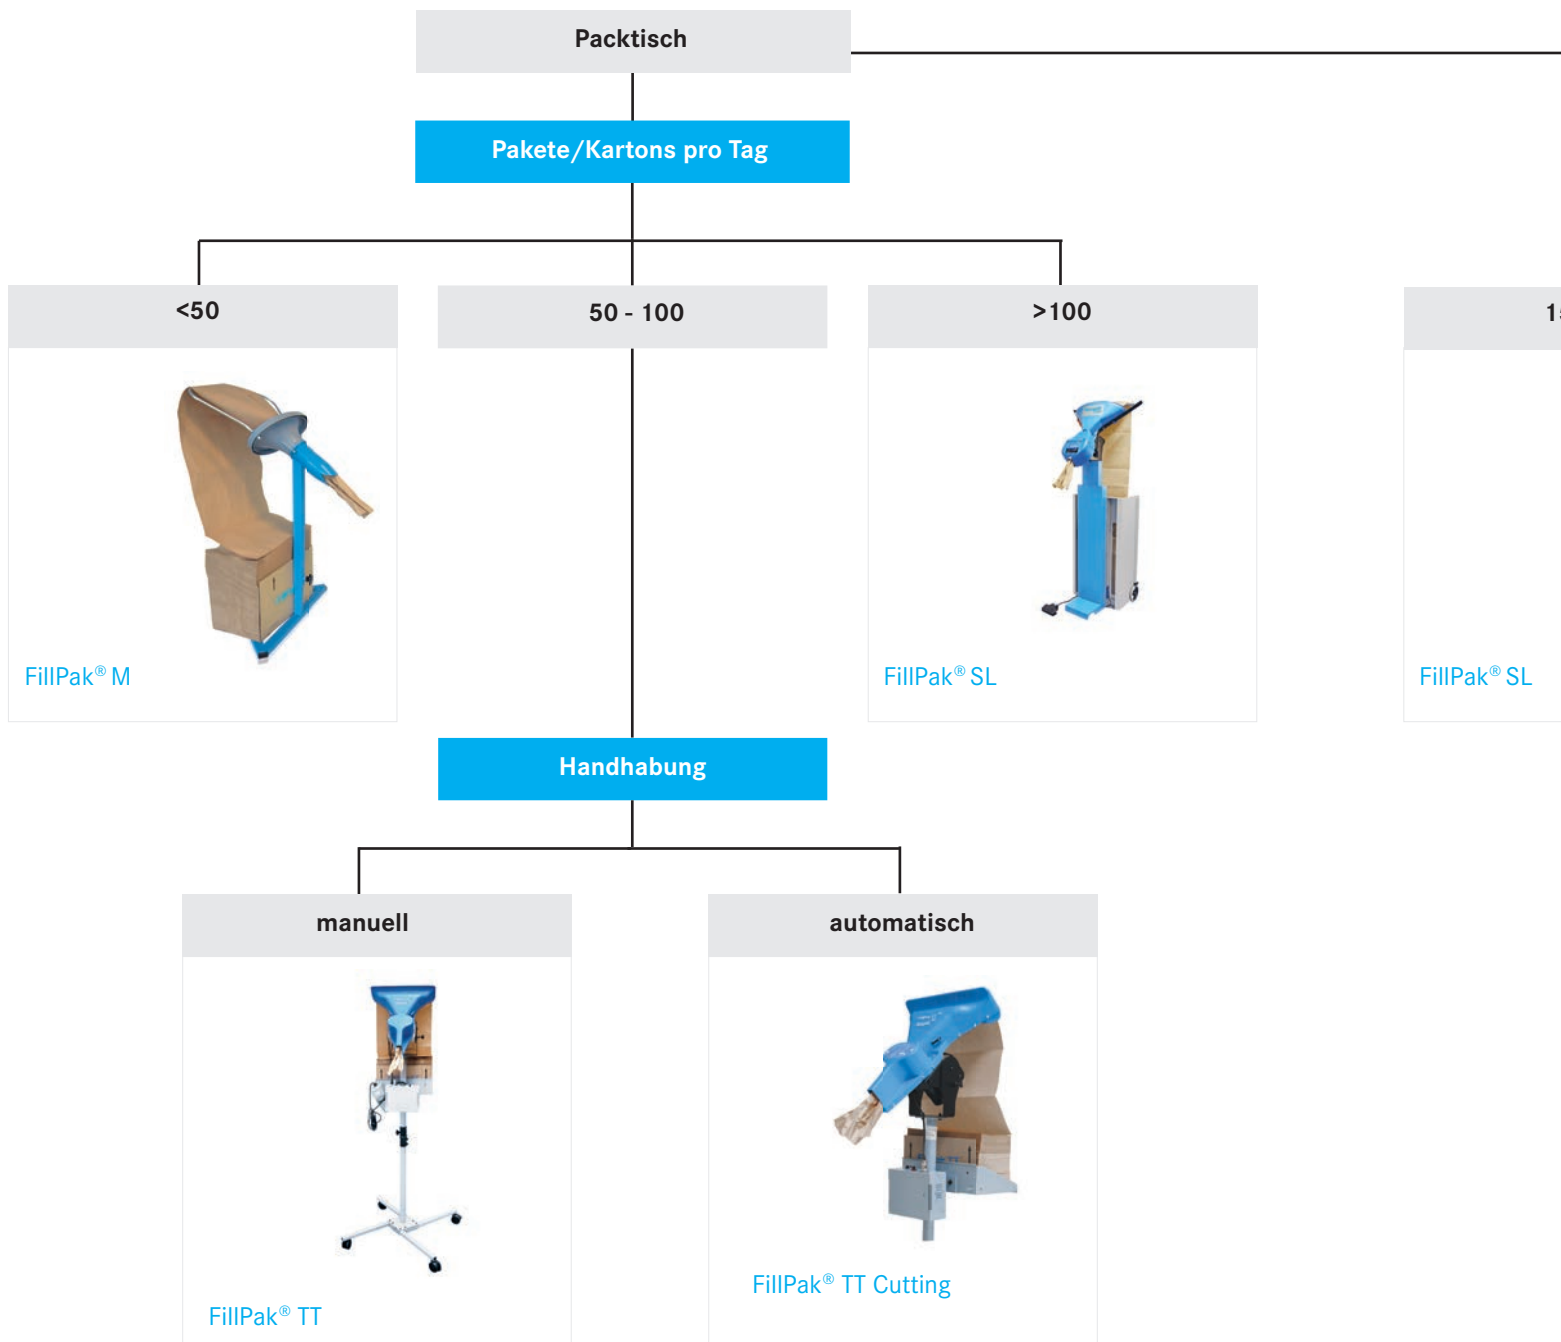 Packtisch
Pakete/Kartons pro Tag
<50
50 - 100
>100
FillPak® M
FillPak® SL
FillPak® SL
Handhabung
manuell
automatisch
FillPak® TT
FillPak® TT Cutting